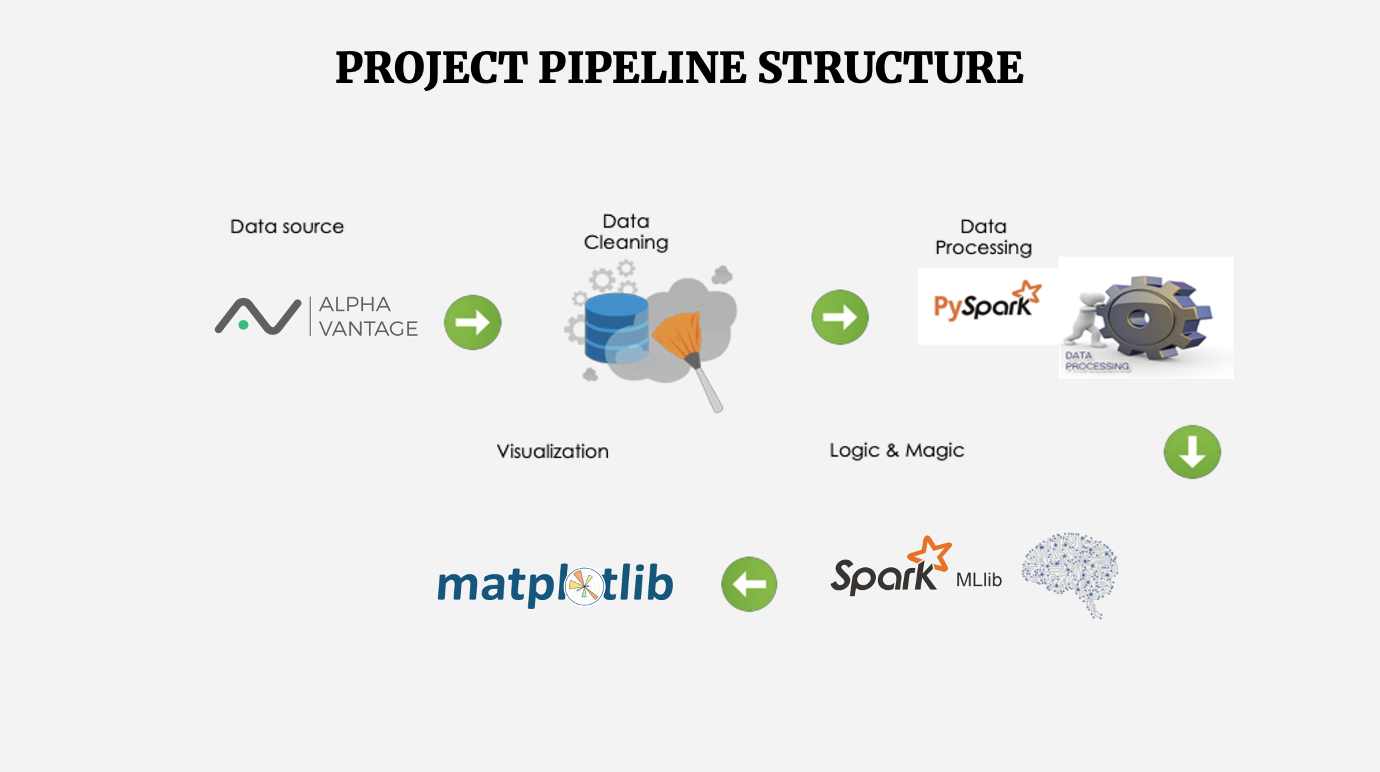 PROJECT PIPELINE STRUCTURE
Data source
Data
Cleaning
Data
Processing
ALPHA
VANTAGE
PySpark
DATA
PROCESSING
Visualization
Logic & Magic
matplotlib
Spark
MLlib